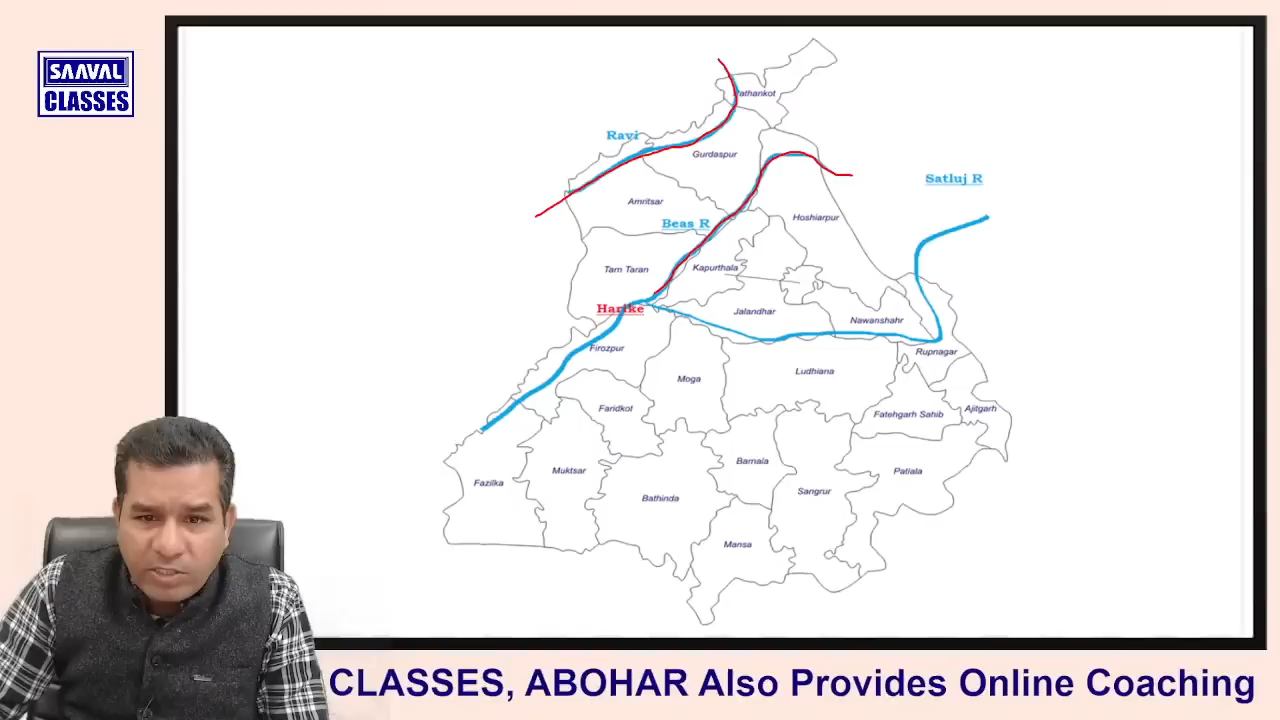 SAAVAL
CLASSES
Pathankot
Ravi
Gurdaspur
Satluj R
Amritsar
Beas R
Hoshiarpur
Tarn Taran
Kapurthala
Harike
Jalandhar
Nawanshahr
Firozpur
Rupnagar
Moga
Ludhiana
Faridkot
Fatehgarh Sahib
Ajitgarh
Barnala
Muktsar
Patiala
Fazilka
Bathinda
Sangrur
Mansa
CLASSES, ABOHAR Also Provides Online Coaching